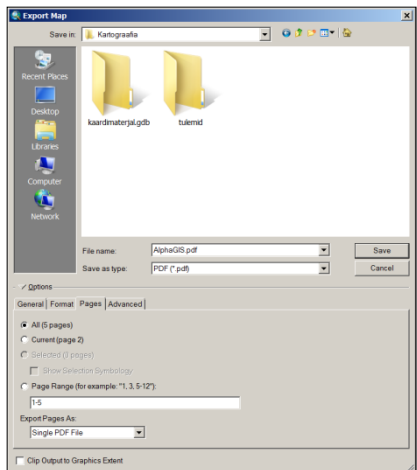 Export Map
Save in: Kartograafia
Recent Places
Desktop
Libraries
Computer
Network
kaardimaterjal.gdb tulemid
File name: AlphaGIS.pdf Save
Save as type: PDF (*.pdf) Cancel
Options
General Format Pages Advanced
All (5 pages)
Current (page 2)
Selected (0 pages)
Show Selection Symbology
Page Range (for example: "1, 3, 5-12"):
1-5
Export Pages As:
Single PDF File
Clip Output to Graphics Extent